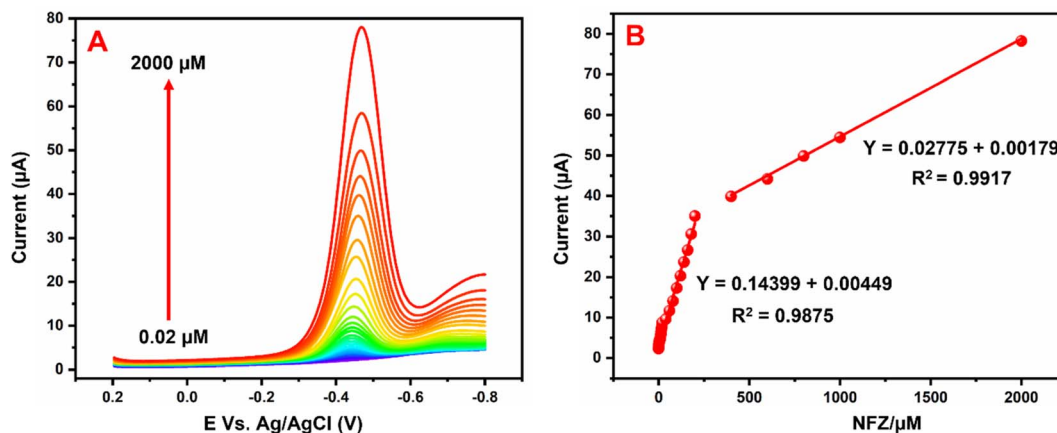 A
80
70
60
50
40
30
20
10
0
2000 µM
0.02 µM
Current (µA)
0.2 0.0 -0.2 -0.4 -0.6 -0.8
E Vs. Ag/AgCl (V)
B
80
70
60
50
40
30
20
10
0
Y = 0.02775 + 0.00179
R² = 0.9917
Y = 0.14399 + 0.00449
R² = 0.9875
Current (µA)
0 500 1000 1500 2000
NFZ/µM